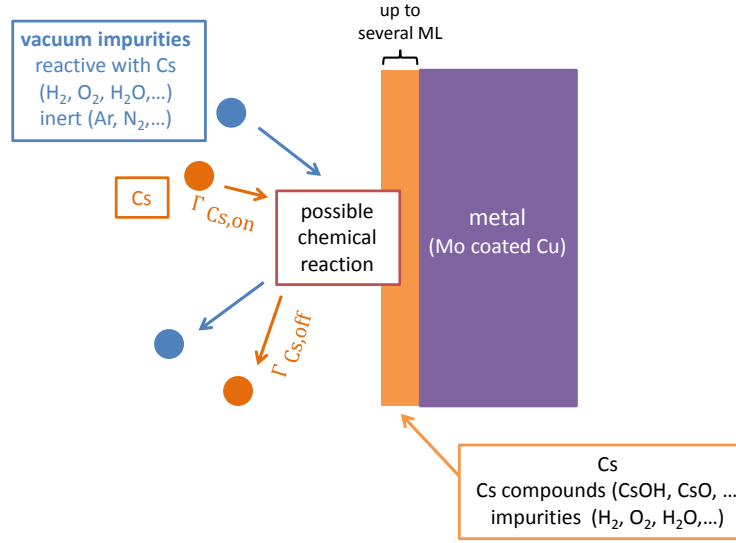 up to
several ML
vacuum impurities
reactive with Cs
(H₂, O₂, H₂O,…)
inert (Ar, N₂,…)
Cs
Γ Cs,on
possible
chemical
reaction
metal
(Mo coated Cu)
Γ Cs,off
Cs
Cs compounds (CsOH, CsO, …
impurities (H₂, O₂, H₂O,…)